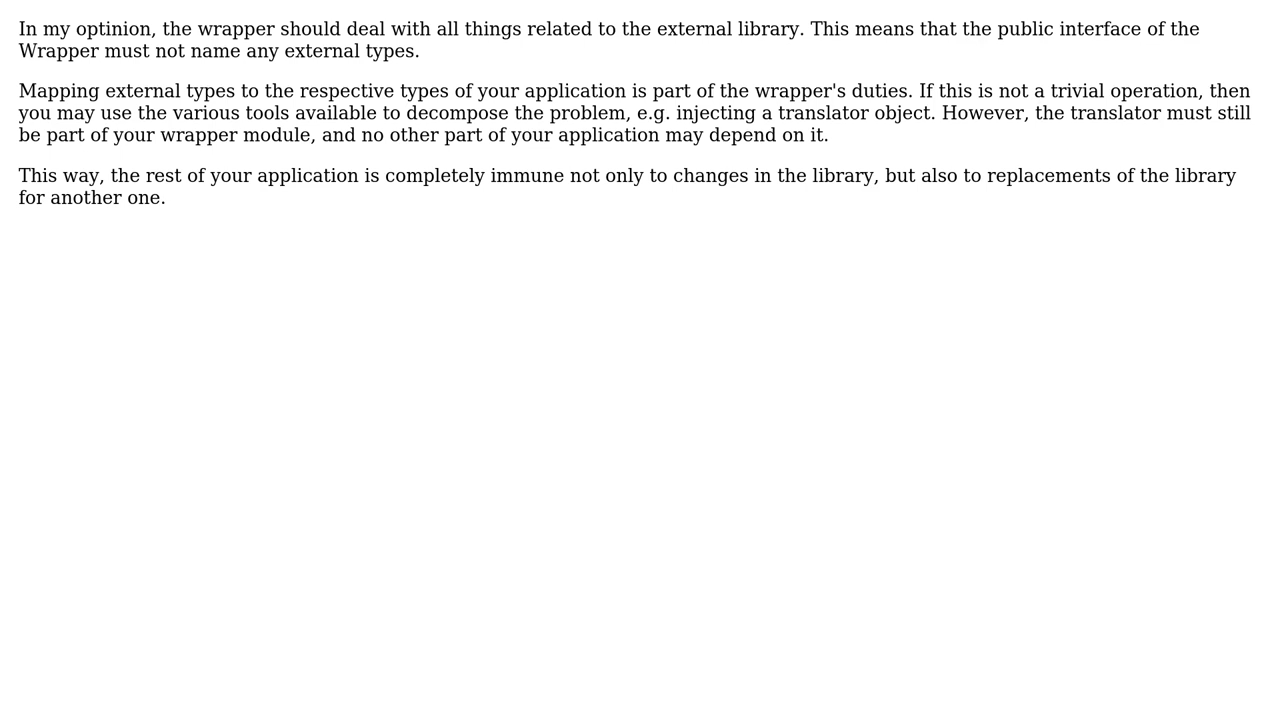 In my optinion, the wrapper should deal with all things related to the external library. This means that the public interface of the
Wrapper must not name any external types.
Mapping external types to the respective types of your application is part of the wrapper's duties. If this is not a trivial operation, then
you may use the various tools available to decompose the problem, e.g. injecting a translator object. However, the translator must still
be part of your wrapper module, and no other part of your application may depend on it.
This way, the rest of your application is completely immune not only to changes in the library, but also to replacements of the library
for another one.